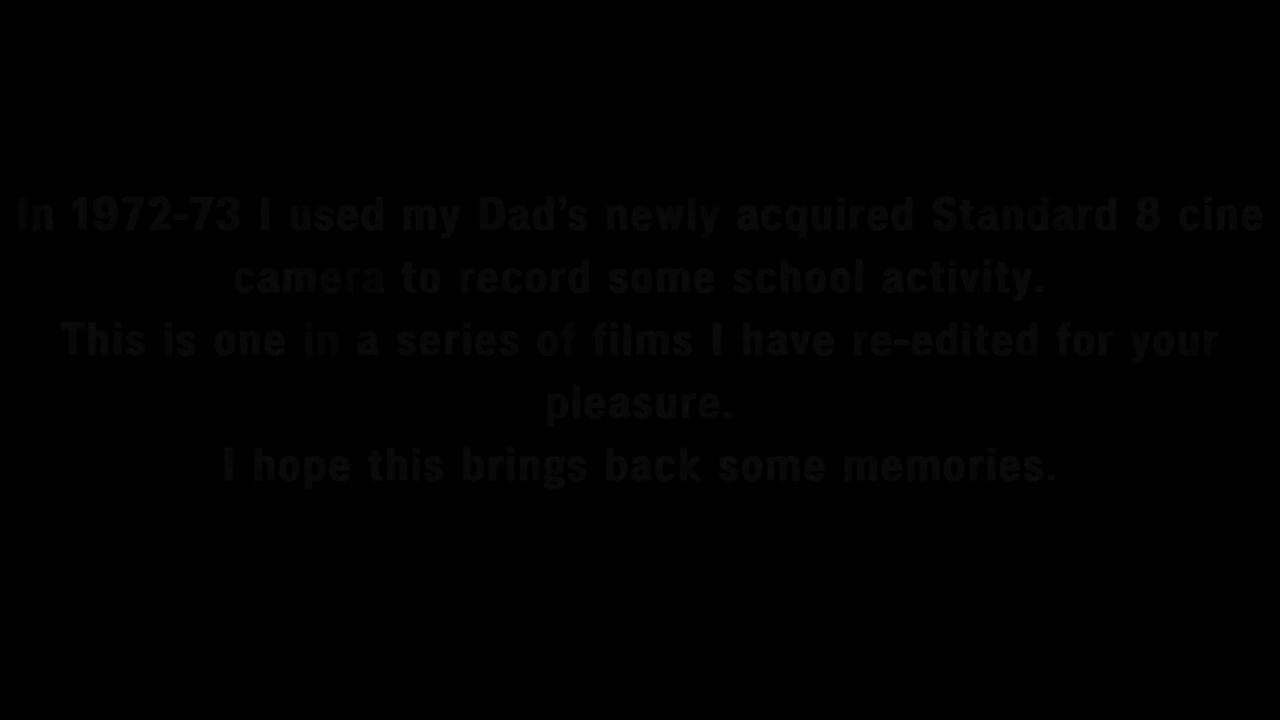 In 1972-73 I used my Dad's newly acquired Standard 8 cine
camera to record some school activity.
This is one in a series of films I have re-edited for your
pleasure.
I hope this brings back some memories.